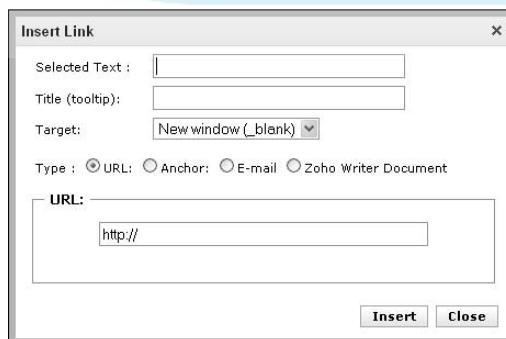 Insert Link ×
Selected Text :
Title (tooltip):
Target: New window (_blank)
Type : URL: Anchor: E-mail Zoho Writer Document
URL:
http://
Insert Close